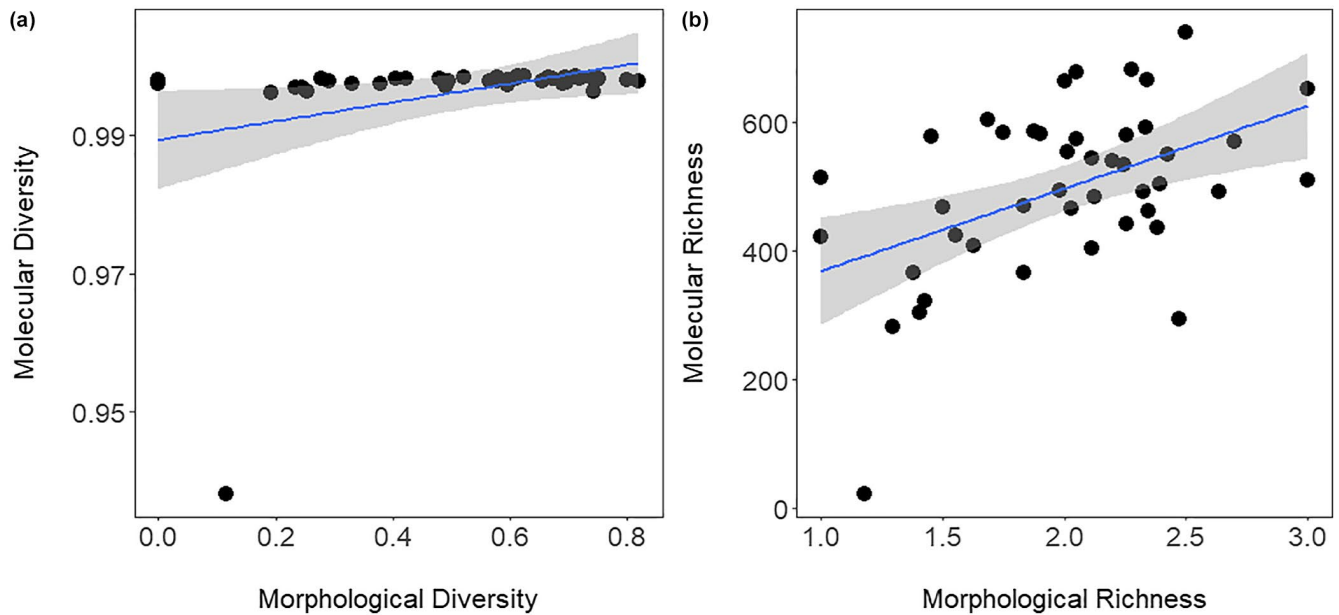 (a)
Molecular Diversity
0.99
0.97
0.95
0.0 0.2 0.4 0.6 0.8
Morphological Diversity
(b)
Molecular Richness
600
400
200
0
1.0 1.5 2.0 2.5 3.0
Morphological Richness